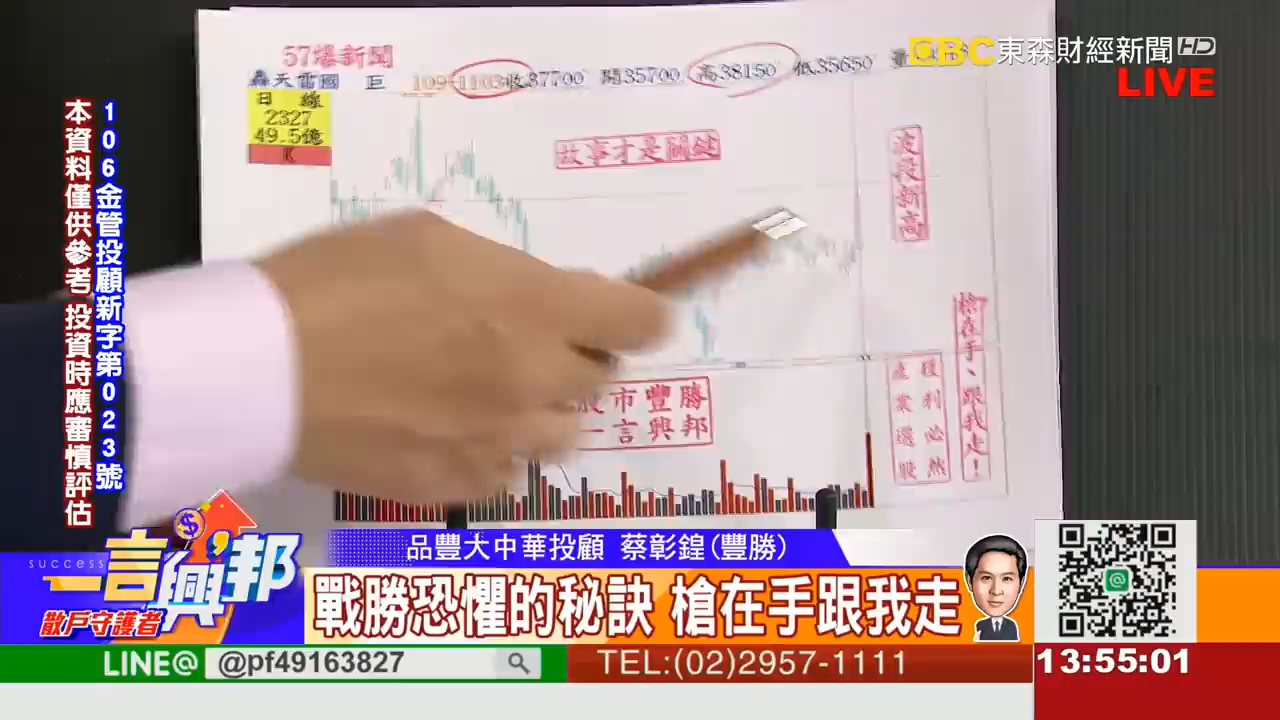 57爆新聞
轟天雷國 巨 109-1103收37700 開35700 高38150 低35650 量
EBC東森財經新聞HD
LIVE
日 線
2327
49.5億
K
故事才是關鍵
波段新高
槍在手、跟我走!
獲利必然
產業選股
股市豐勝
一言興邦
106金管投顧新字第023號
本資料僅供參考 投資時應審慎評估
success
一言興邦
散戶守護者
品豐大中華投顧 蔡彰鍠(豐勝)
戰勝恐懼的秘訣 槍在手跟我走
LINE@ @pf49163827
TEL:(02)2957-1111
13:55:01